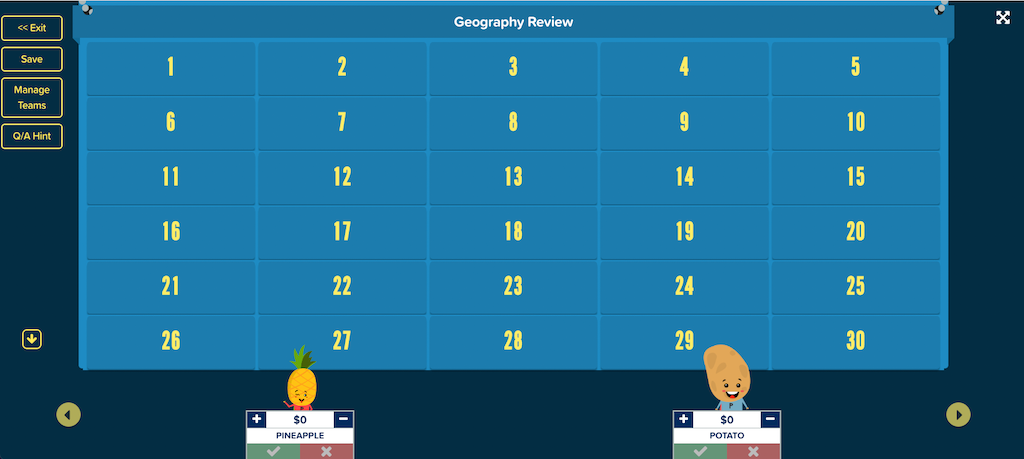 Geography Review
<< Exit
Save
Manage
Teams
Q/A Hint
1 2 3 4 5
6 7 8 9 10
11 12 13 14 15
16 17 18 19 20
21 22 23 24 25
26 27 28 29 30
+ $0 −
PINEAPPLE
+ $0 −
POTATO